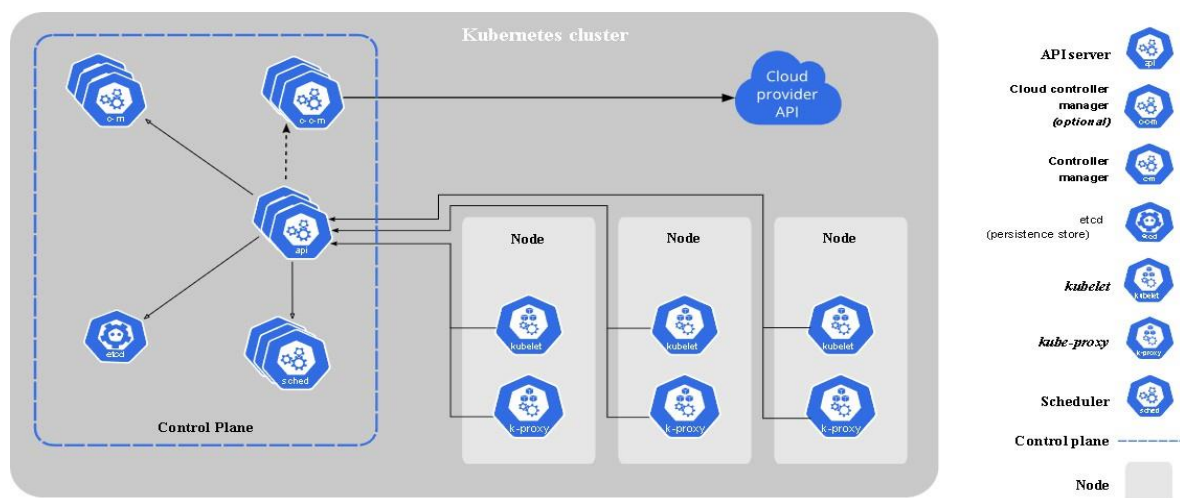 Kubernetes cluster
c-m
c-c-m
Cloud
provider
API
api
Node
Node
Node
etcd
sched
kubelet
kubelet
kubelet
k-proxy
k-proxy
k-proxy
Control Plane
API server
api
Cloud controller
manager
(optional)
c-c-m
Controller
manager
c-m
etcd
(persistence store)
etcd
kubelet
kubelet
kube-proxy
k-proxy
Scheduler
sched
Control plane
Node